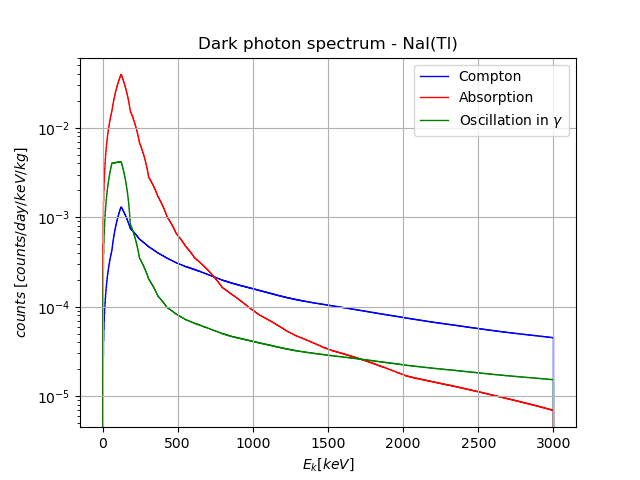 Dark photon spectrum - NaI(Tl)
Compton
Absorption
Oscillation in γ
counts [counts/day/keV/kg]
10⁻²
10⁻³
10⁻⁴
10⁻⁵
0 500 1000 1500 2000 2500 3000
E_k[keV]